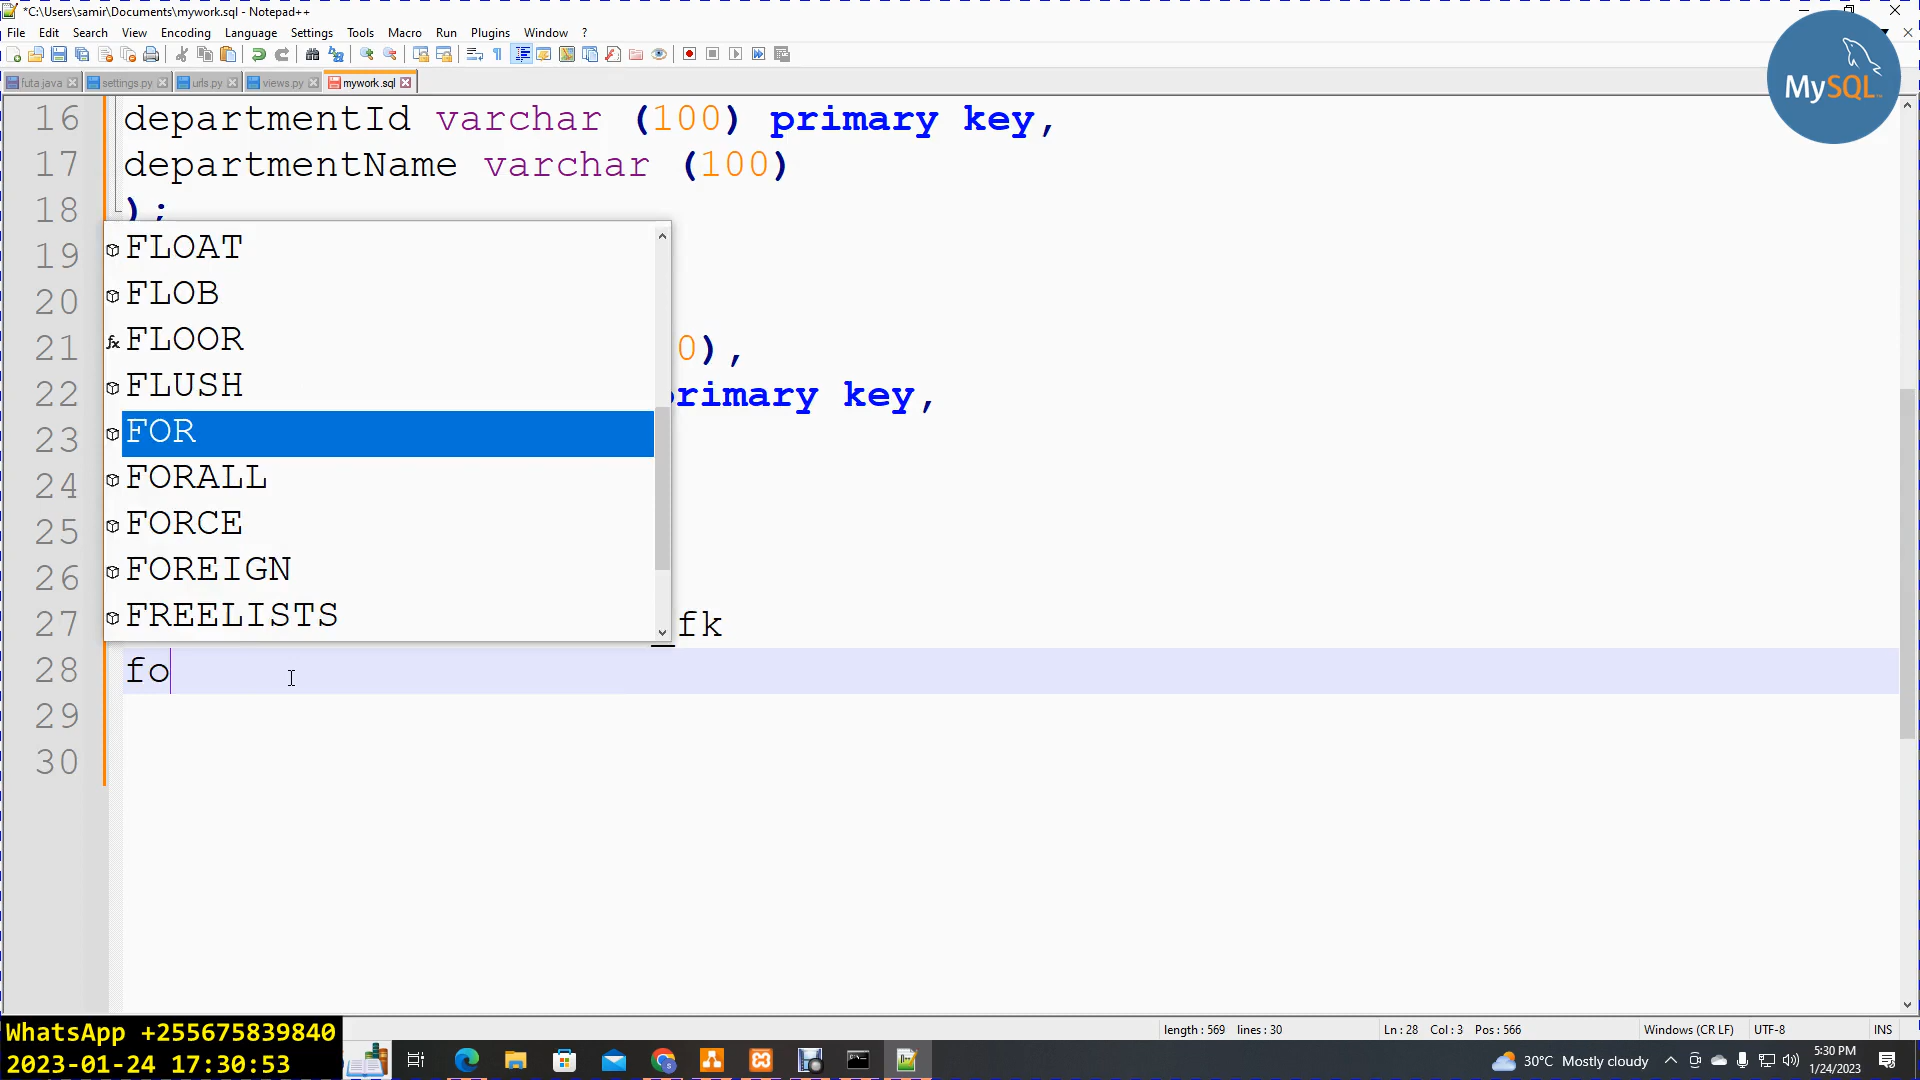 *C:\Users\samir\Documents\mywork.sql - Notepad++
File Edit Search View Encoding Language Settings Tools Macro Run Plugins Window ?
futa.java settings.py urls.py views.py mywork.sql
MySQL
16 departmentId varchar (100) primary key,
17 departmentName varchar (100)
18 );
19
20
21 0),
22 primary key,
23
24
25
26
27 _fk
28 fo
29
30
FLOAT
FLOB
FLOOR
FLUSH
FOR
FORALL
FORCE
FOREIGN
FREELISTS
length : 569 lines : 30 Ln : 28 Col : 3 Pos : 566 Windows (CR LF) UTF-8 INS
WhatsApp +255675839840
2023-01-24 17:30:53
30°C Mostly cloudy
5:30 PM
1/24/2023